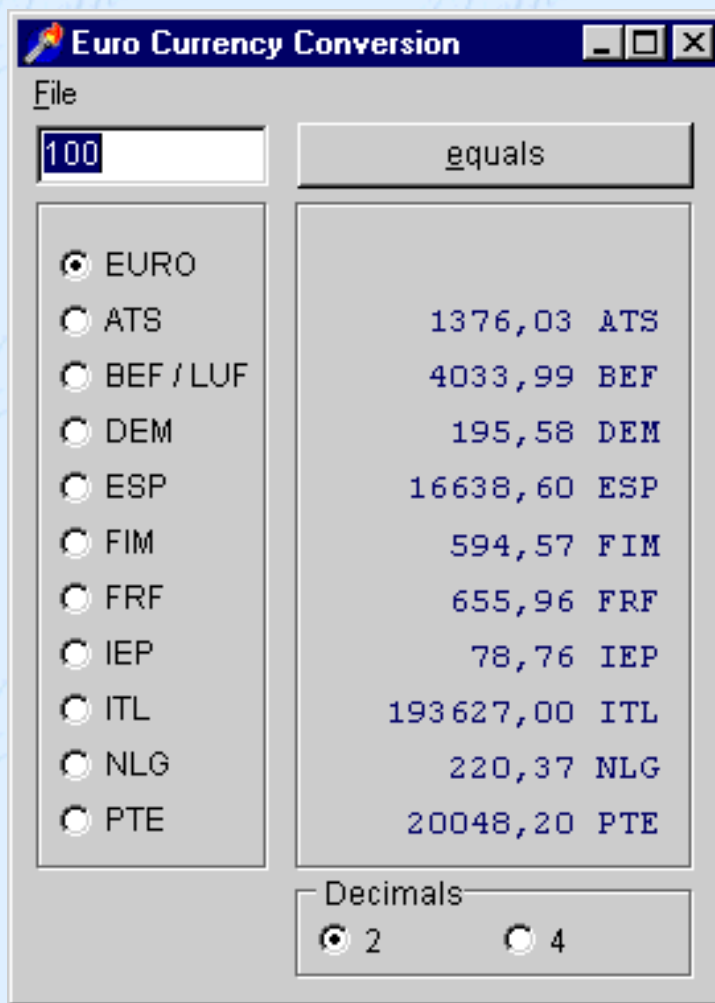 Euro Currency Conversion
File
100 equals
EURO
ATS 1376,03 ATS
BEF / LUF 4033,99 BEF
DEM 195,58 DEM
ESP 16638,60 ESP
FIM 594,57 FIM
FRF 655,96 FRF
IEP 78,76 IEP
ITL 193627,00 ITL
NLG 220,37 NLG
PTE 20048,20 PTE
Decimals
2 4